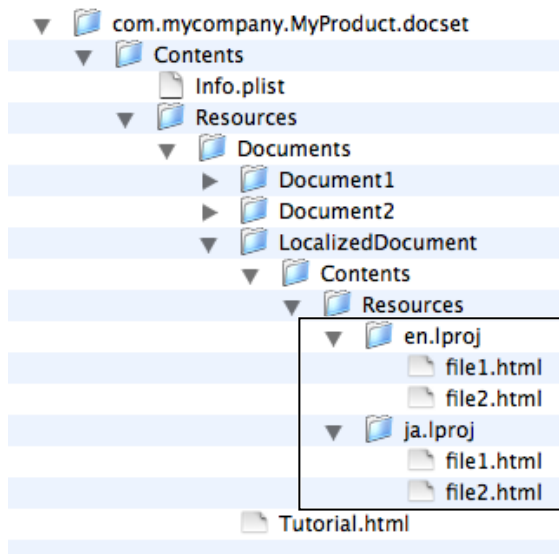 com.mycompany.MyProduct.docset
Contents
Info.plist
Resources
Documents
Document1
Document2
LocalizedDocument
Contents
Resources
en.lproj
file1.html
file2.html
ja.lproj
file1.html
file2.html
Tutorial.html